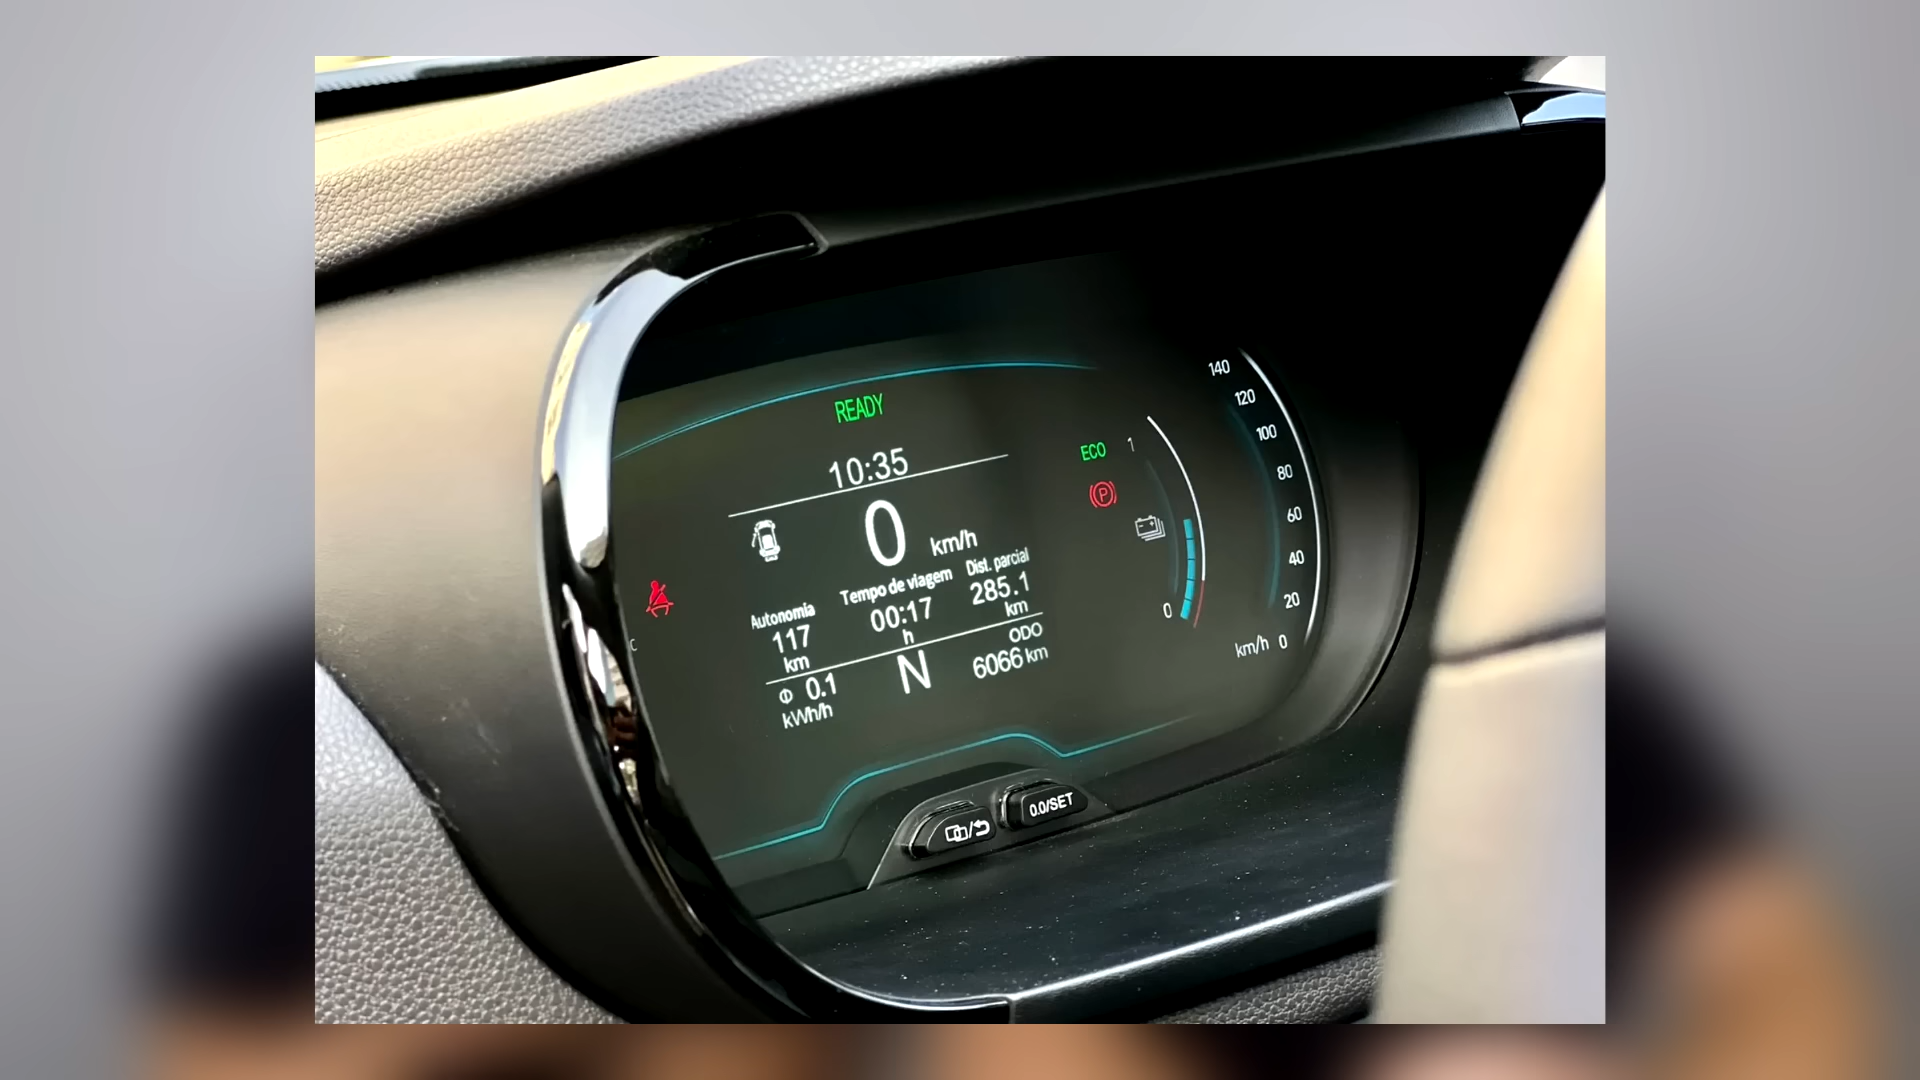 READY
10:35
0 km/h
Autonomia
117
km
Tempo de viagem
00:17
h
Dist. parcial
285.1
km
Φ 0.1
kWh/h
N
ODO
6066 km
ECO
1
P
0
140
120
100
80
60
40
20
km/h 0
C
0.0/SET